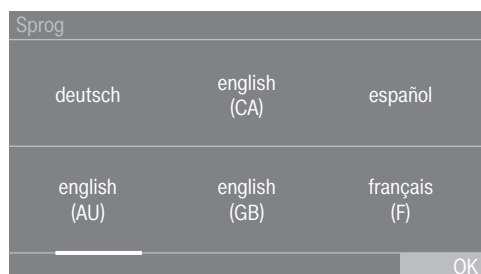 Sprog
deutsch
english
(CA)
español
english
(AU)
english
(GB)
français
(F)
OK